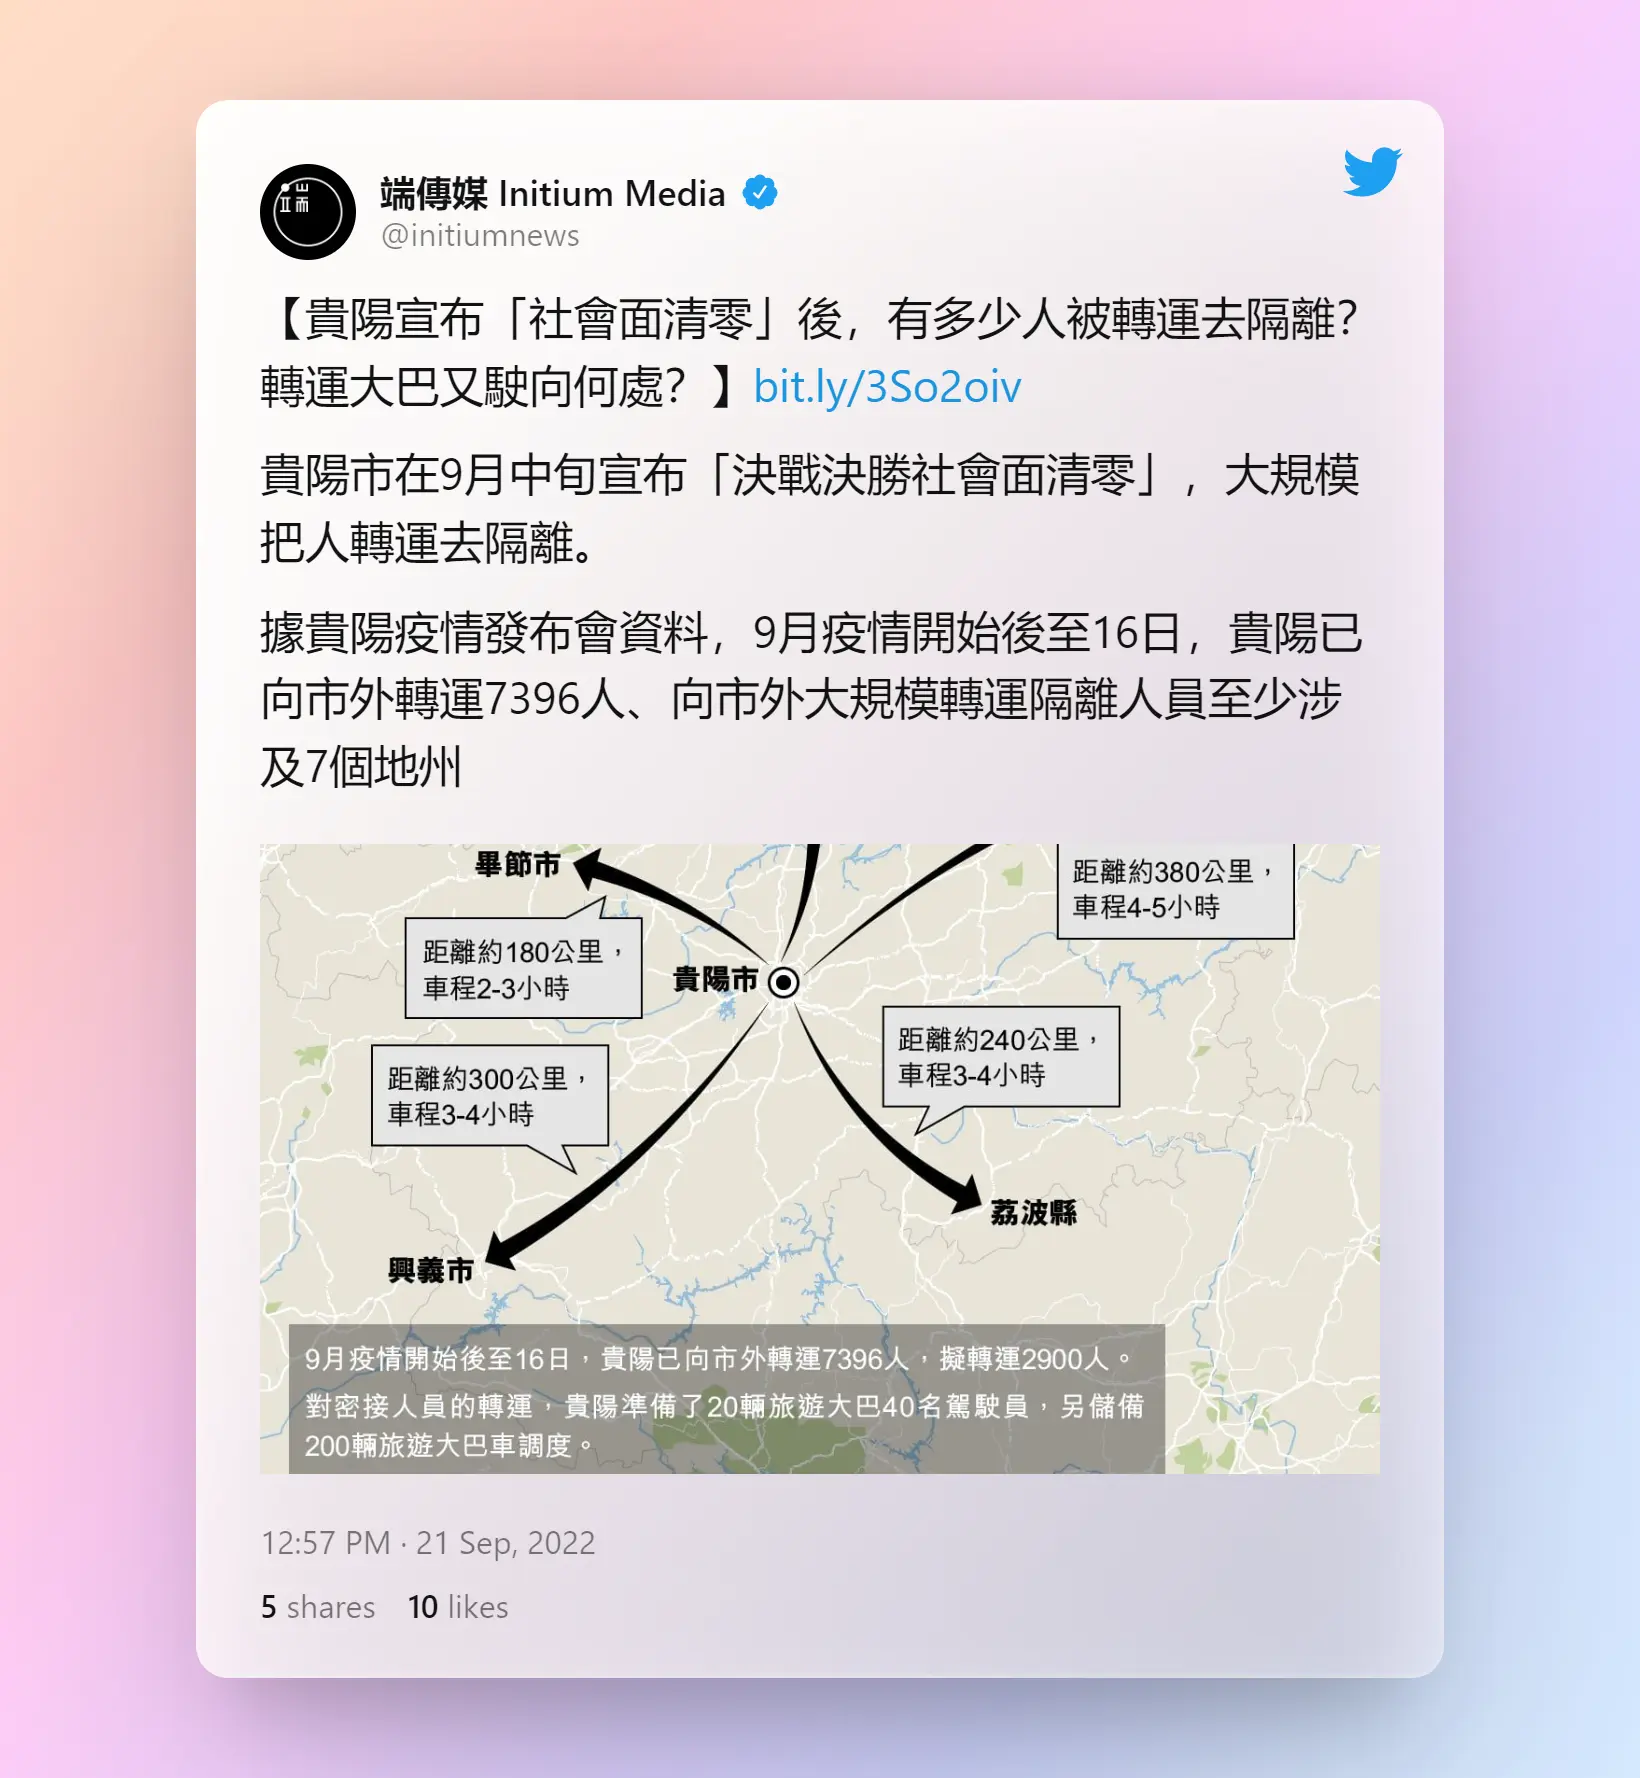 端傳媒 Initium Media
@initiumnews
【貴陽宣布「社會面清零」後，有多少人被轉運去隔離？
轉運大巴又駛向何處？】bit.ly/3So2oiv
貴陽市在9月中旬宣布「決戰決勝社會面清零」，大規模
把人轉運去隔離。
據貴陽疫情發布會資料，9月疫情開始後至16日，貴陽已
向市外轉運7396人、向市外大規模轉運隔離人員至少涉
及7個地州
畢節市
距離約380公里，
車程4-5小時
距離約180公里，
車程2-3小時
貴陽市
距離約240公里，
車程3-4小時
距離約300公里，
車程3-4小時
荔波縣
興義市
9月疫情開始後至16日，貴陽已向市外轉運7396人，擬轉運2900人。
對密接人員的轉運，貴陽準備了20輛旅遊大巴40名駕駛員，另儲備
200輛旅遊大巴車調度。
12:57 PM · 21 Sep, 2022
5 shares 10 likes